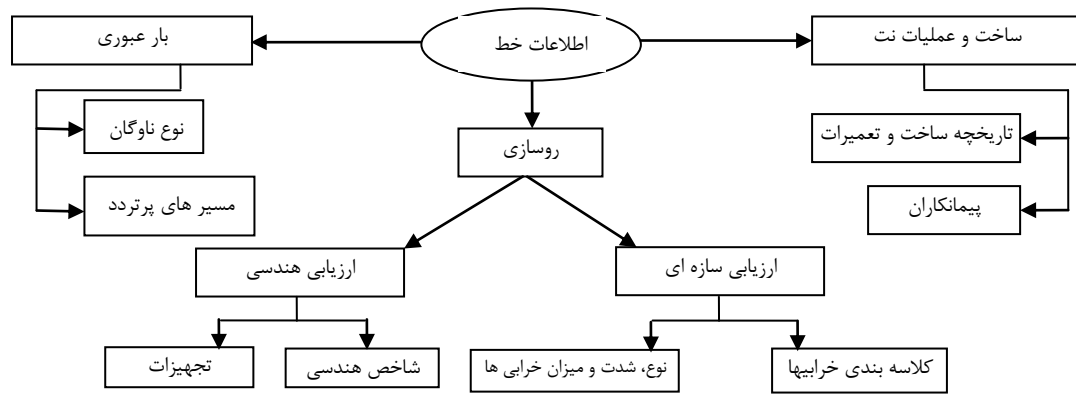 ساخت و عملیات نت
اطلاعات خط
بار عبوری
تاریخچه ساخت و تعمیرات
روسازی
نوع ناوگان
پیمانکاران
مسیر های پرتردد
ارزیابی سازه ای
ارزیابی هندسی
کلاسه بندی خرابیها
نوع، شدت و میزان خرابی ها
شاخص هندسی
تجهیزات